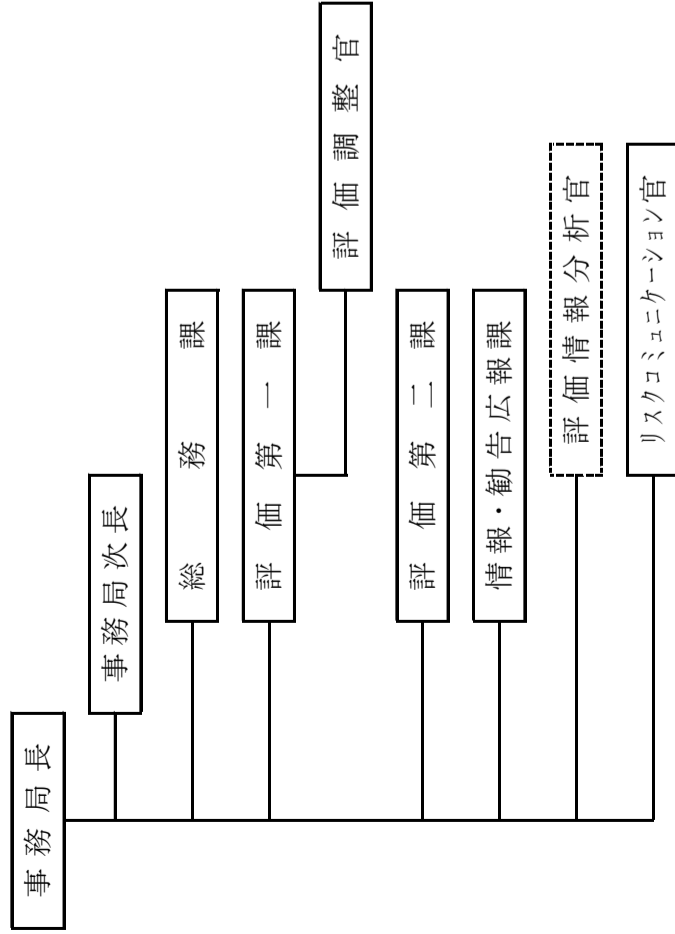 事務局長
事務局次長
総務課
評価第一課
評価調整官
評価第二課
情報・勧告広報課
評価情報分析官
リスクコミュニケーション官